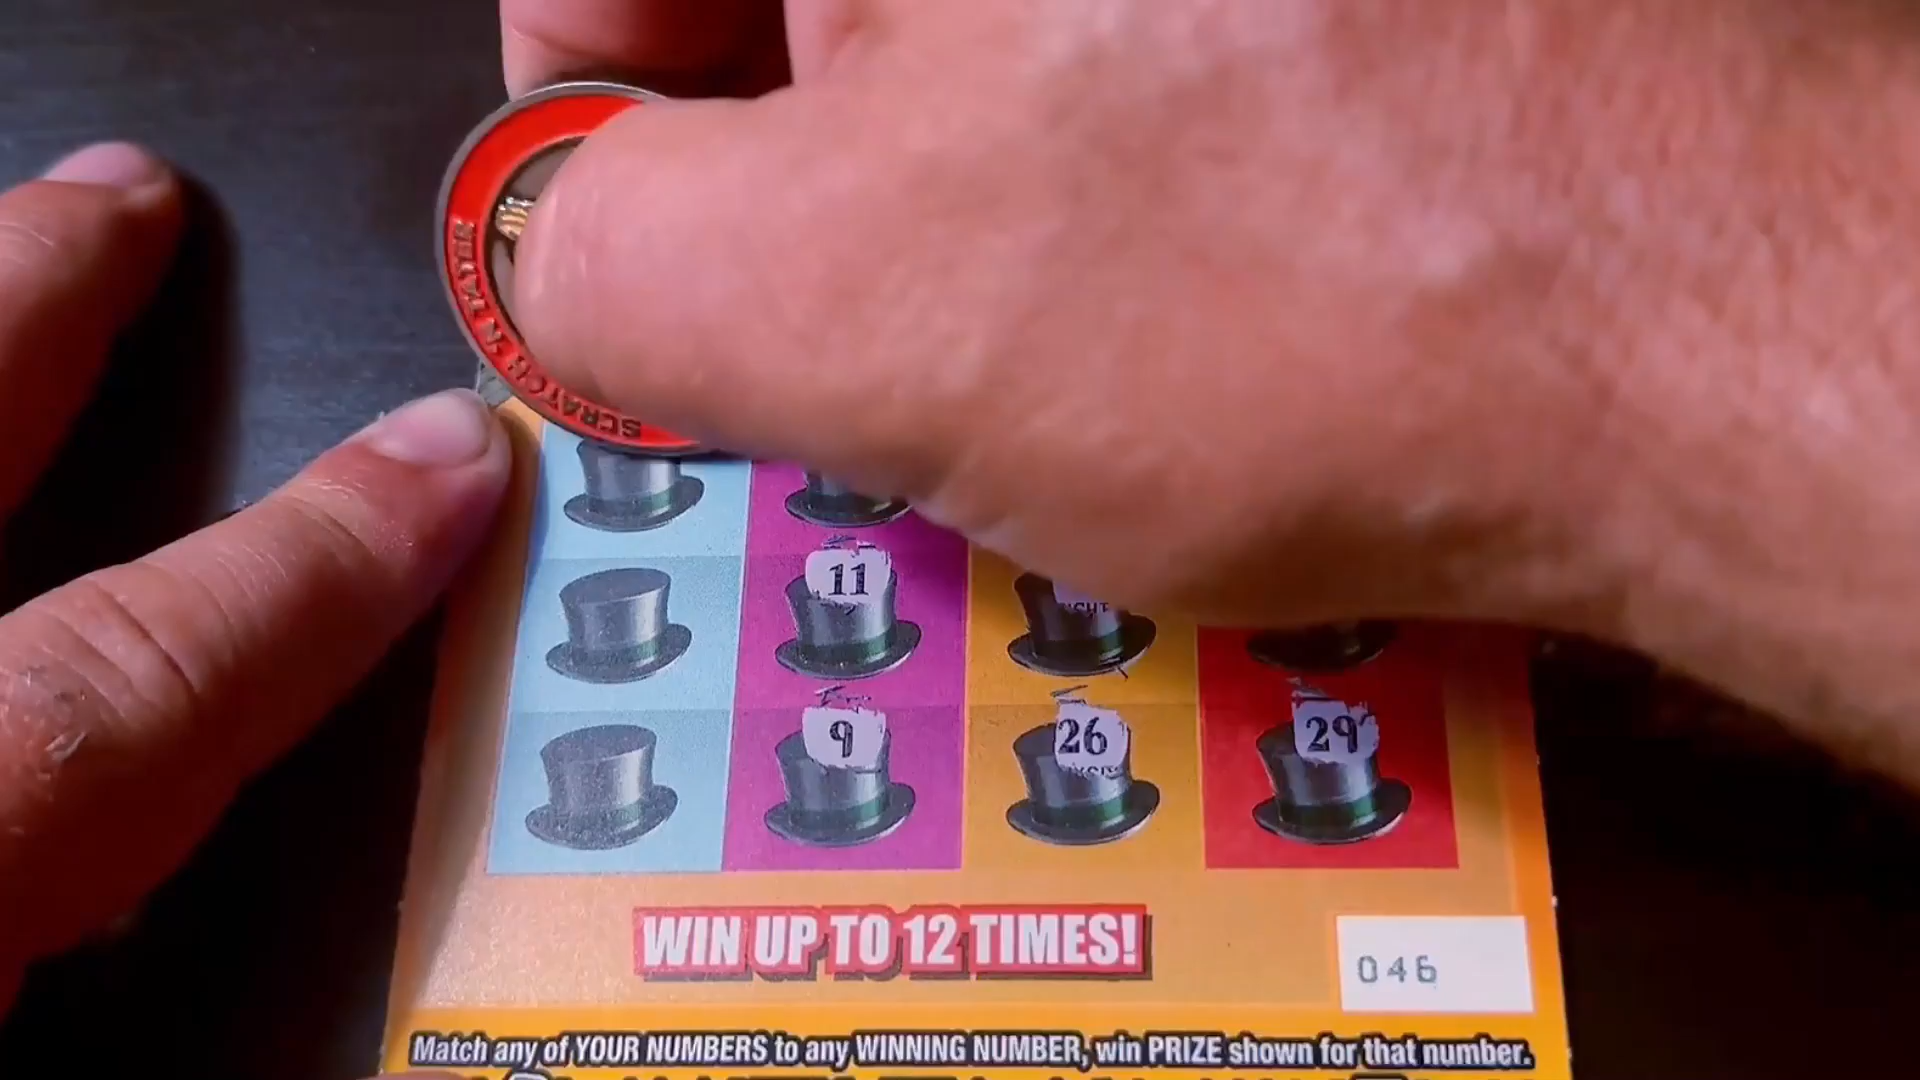 SCRATCH 'N
11
9
26
29
WIN UP TO 12 TIMES!
046
Match any of YOUR NUMBERS to any WINNING NUMBER, win PRIZE shown for that number.